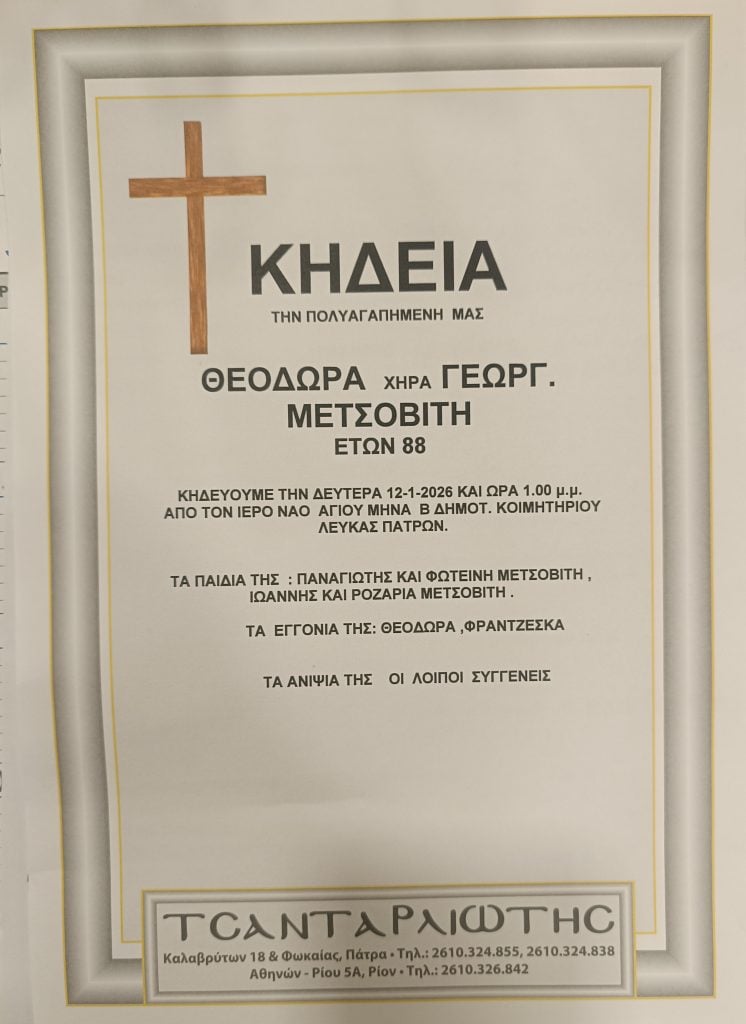 ΚΗΔΕΙΑ
ΤΗΝ ΠΟΛΥΑΓΑΠΗΜΕΝΗ ΜΑΣ
ΘΕΟΔΩΡΑ ΧΗΡΑ ΓΕΩΡΓ.
ΜΕΤΣΟΒΙΤΗ
ΕΤΩΝ 88
ΚΗΔΕΥΟΥΜΕ ΤΗΝ ΔΕΥΤΕΡΑ 12-1-2026 ΚΑΙ ΩΡΑ 1.00 μ.μ.
ΑΠΟ ΤΟΝ ΙΕΡΟ ΝΑΟ ΑΓΙΟΥ ΜΗΝΑ Β ΔΗΜΟΤ. ΚΟΙΜΗΤΗΡΙΟΥ
ΛΕΥΚΑΣ ΠΑΤΡΩΝ.
ΤΑ ΠΑΙΔΙΑ ΤΗΣ : ΠΑΝΑΓΙΩΤΗΣ ΚΑΙ ΦΩΤΕΙΝΗ ΜΕΤΣΟΒΙΤΗ ,
ΙΩΑΝΝΗΣ ΚΑΙ ΡΟΖΑΡΙΑ ΜΕΤΣΟΒΙΤΗ .
ΤΑ ΕΓΓΟΝΙΑ ΤΗΣ: ΘΕΟΔΩΡΑ ,ΦΡΑΝΤΖΕΣΚΑ
ΤΑ ΑΝΙΨΙΑ ΤΗΣ ΟΙ ΛΟΙΠΟΙ ΣΥΓΓΕΝΕΙΣ
ΤΣΑΝΤΑΡΛΙΩΤΗΣ
Καλαβρύτων 18 & Φωκαίας, Πάτρα • Τηλ.: 2610.324.855, 2610.324.838
Αθηνών - Ρίου 5Α, Ρίον • Τηλ.: 2610.326.842